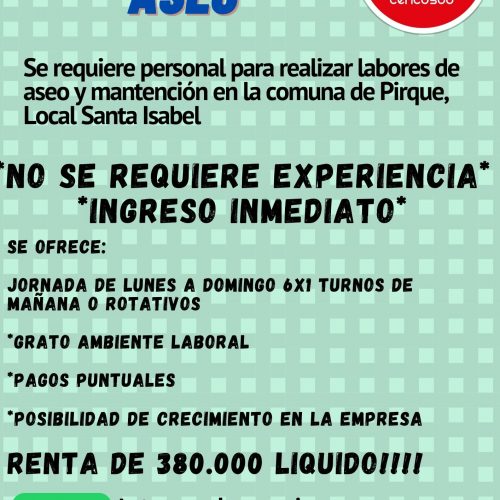 ASEO
cencosud
Se requiere personal para realizar labores de
aseo y mantención en la comuna de Pirque,
Local Santa Isabel
*NO SE REQUIERE EXPERIENCIA*
*INGRESO INMEDIATO*
SE OFRECE:
JORNADA DE LUNES A DOMINGO 6X1 TURNOS DE
MAÑANA O ROTATIVOS
*GRATO AMBIENTE LABORAL
*PAGOS PUNTUALES
*POSIBILIDAD DE CRECIMIENTO EN LA EMPRESA
RENTA DE 380.000 LIQUIDO!!!!